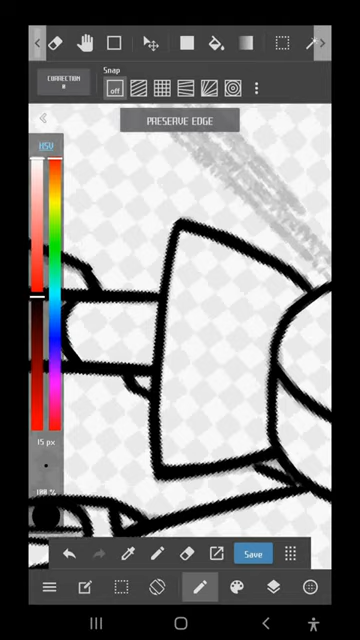 Snap
CORRECTION
off
PRESERVE EDGE
HSV
15 px
100 %
Save